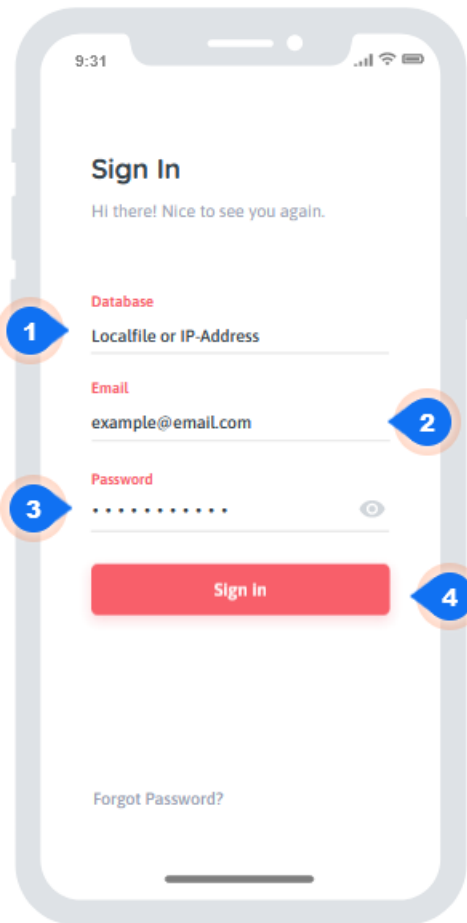 9:31
Sign In
Hi there! Nice to see you again.
Database
1
Localfile or IP-Address
Email
example@email.com
2
Password
3
• • • • • • • • • • •
Sign in
4
Forgot Password?